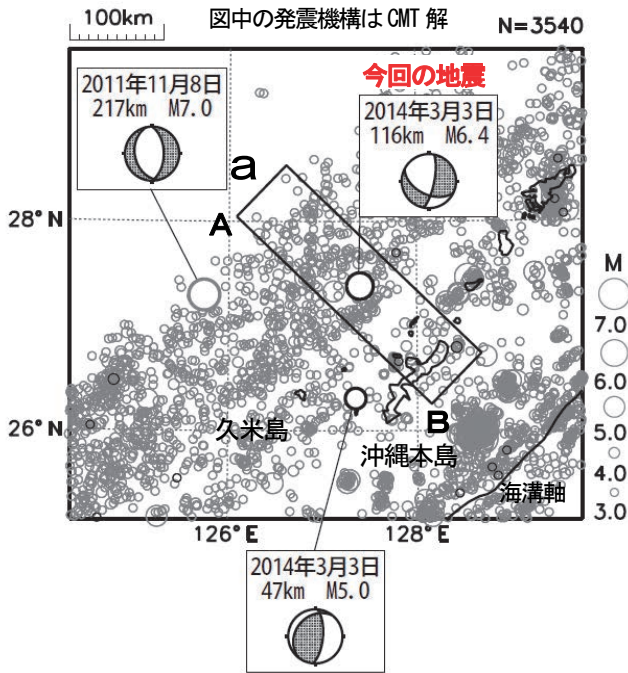 100km
図中の発震機構は CMT 解
N=3540
2011年11月8日
217km M7.0
今回の地震
2014年3月3日
116km M6.4
a
A
28°N
M
7.0
6.0
5.0
4.0
3.0
26°N
久米島
B
沖縄本島
海溝軸
126°E
128°E
2014年3月3日
47km M5.0